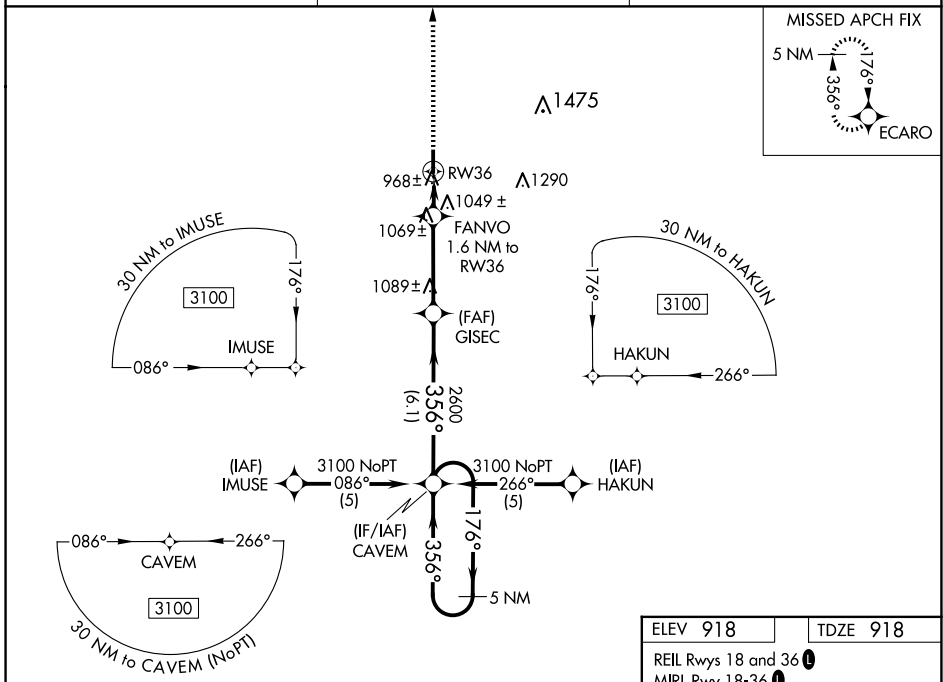 MISSED APCH FIX
5 NM
176°
356°
ECARO
1475
RW36
968±
1290
1049 ±
1069±
FANVO
1.6 NM to
RW36
1089±
(FAF)
GISEC
30 NM to IMUSE
176°
3100
IMUSE
086°
30 NM to HAKUN
176°
3100
HAKUN
266°
2600
356°
(6.1)
(IAF)
IMUSE
3100 NoPT
086°
(5)
3100 NoPT
266°
(5)
(IAF)
HAKUN
(IF/IAF)
CAVEM
176°
356°
5 NM
086°
266°
CAVEM
3100
30 NM to CAVEM (NoPT)
ELEV 918
TDZE 918
REIL Rwys 18 and 36 L
MIRL Rwy 18-36 L